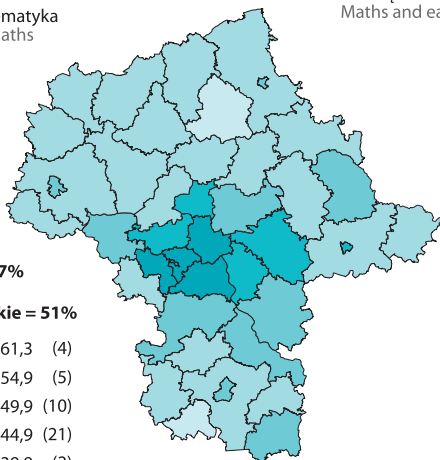 ematyka
aths
Maths and ea
7%
kie = 51%
61,3 (4)
54,9 (5)
49,9 (10)
44,9 (21)